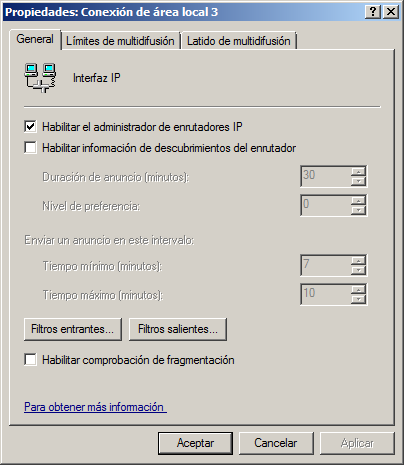 Propiedades: Conexión de área local 3
General Límites de multidifusión Latido de multidifusión
Interfaz IP
Habilitar el administrador de enrutadores IP
Habilitar información de descubrimientos del enrutador
Duración de anuncio (minutos): 30
Nivel de preferencia: 0
Enviar un anuncio en este intervalo:
Tiempo mínimo (minutos): 7
Tiempo máximo (minutos): 10
Filtros entrantes... Filtros salientes...
Habilitar comprobación de fragmentación
Para obtener más información
Aceptar Cancelar Aplicar